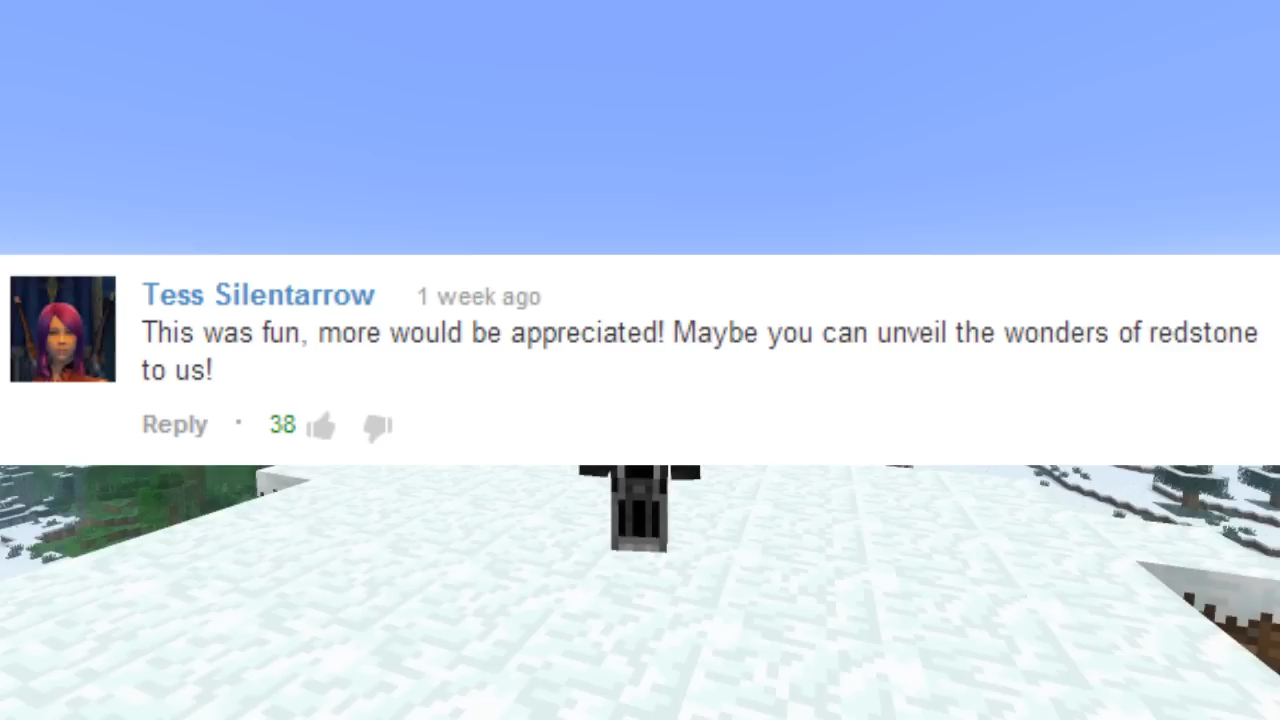 Tess Silentarrow 1 week ago
This was fun, more would be appreciated! Maybe you can unveil the wonders of redstone
to us!
Reply · 38